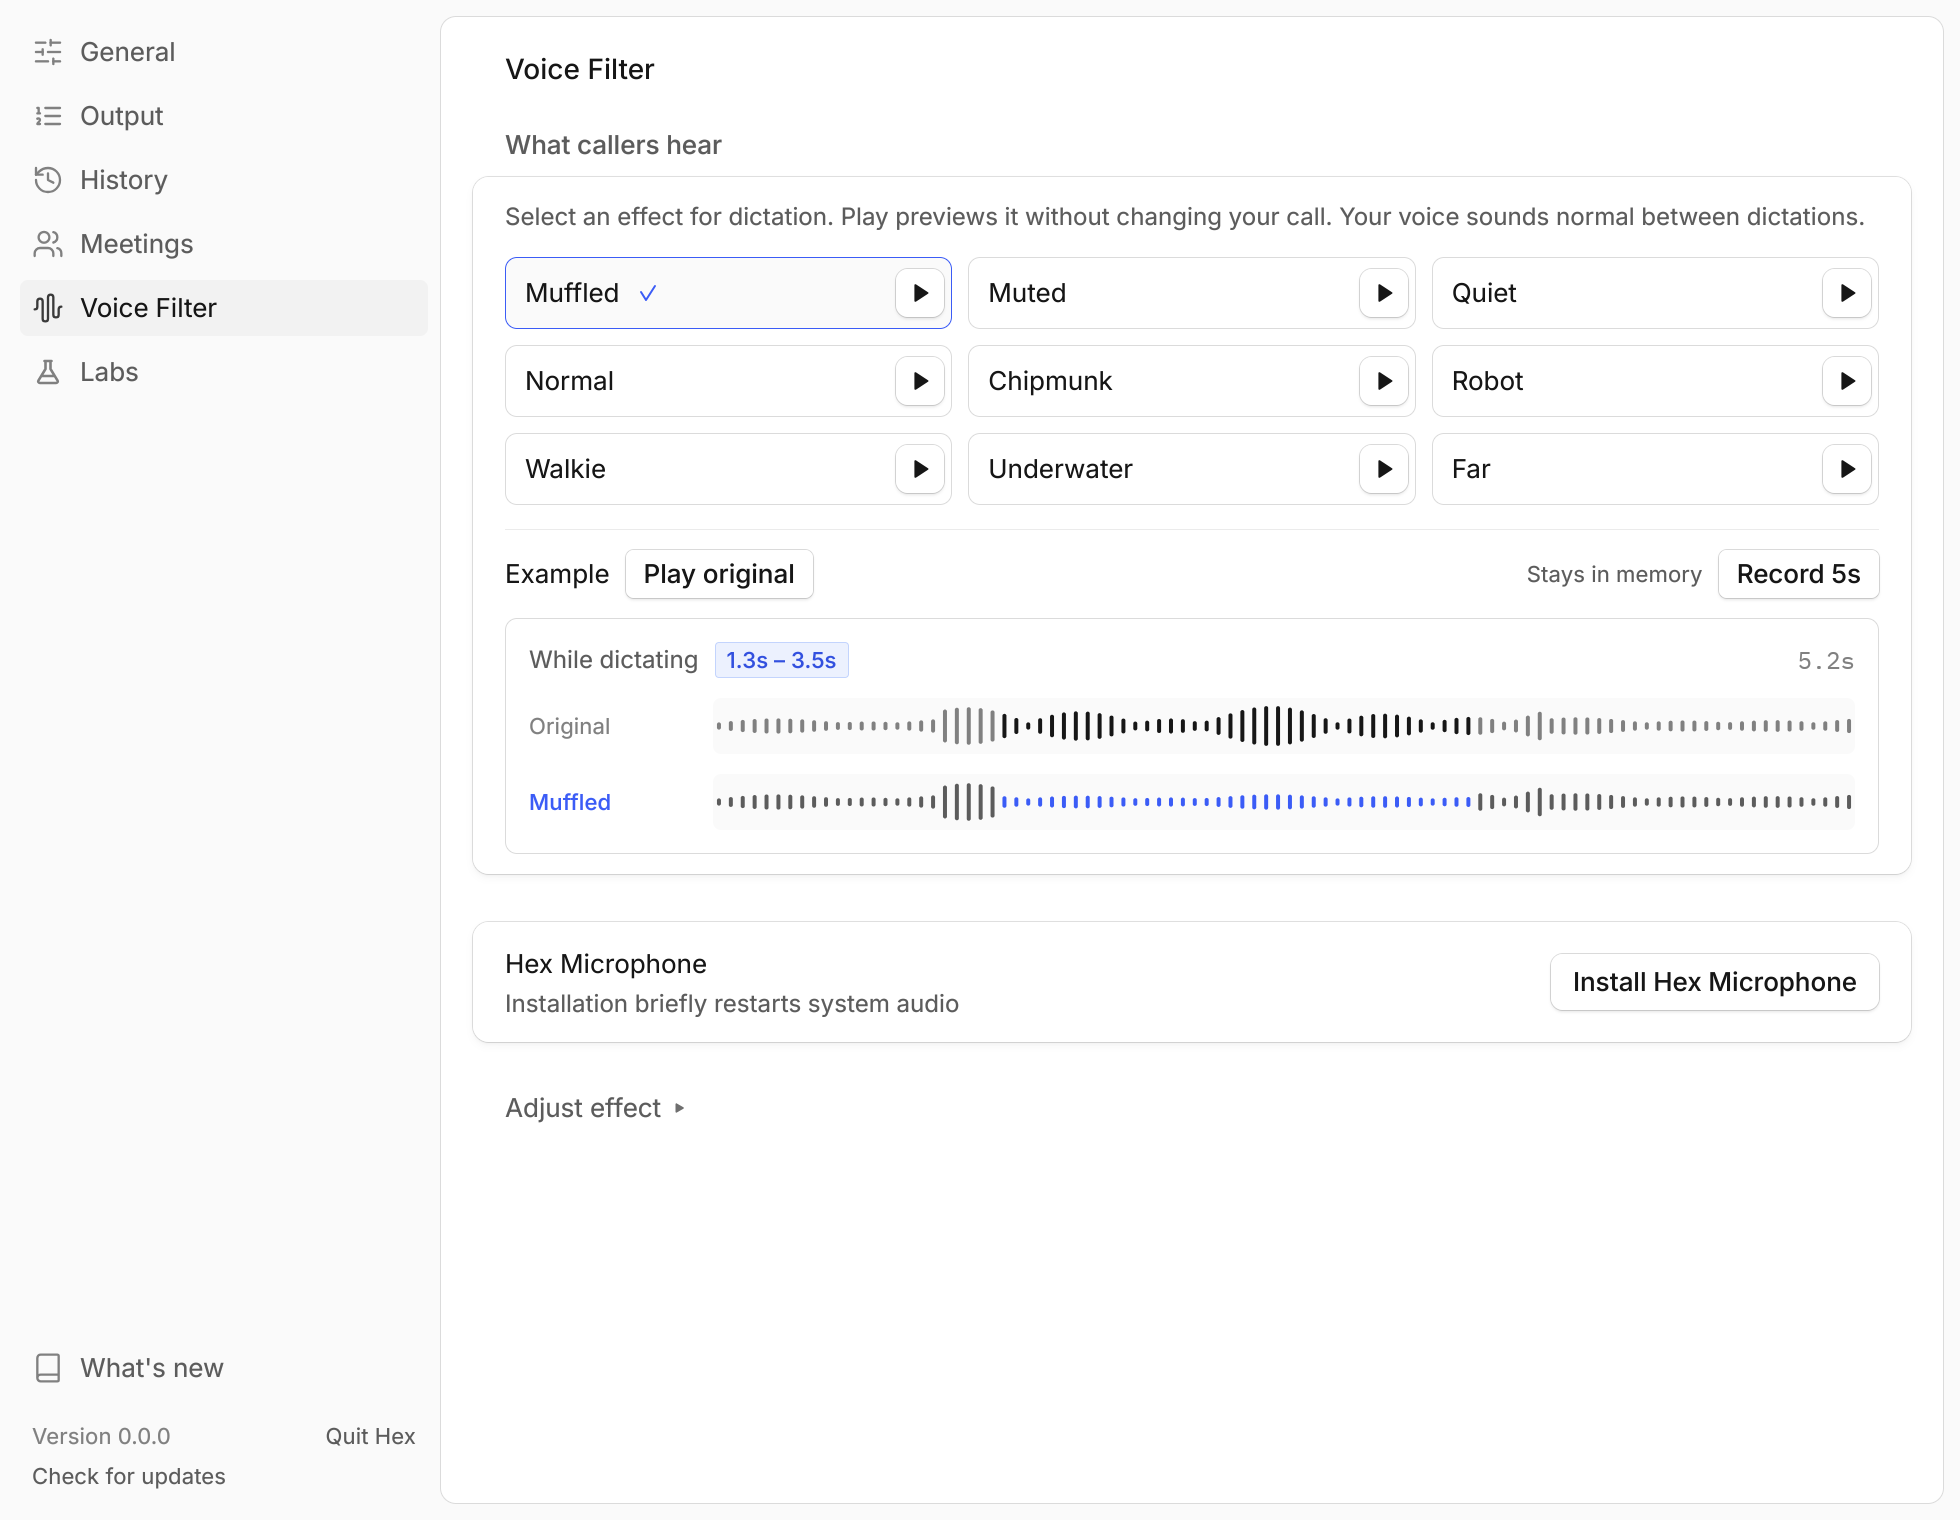 General
Output
History
Meetings
Voice Filter
Labs
What's new
Version 0.0.0
Quit Hex
Check for updates
Voice Filter
What callers hear
Select an effect for dictation. Play previews it without changing your call. Your voice sounds normal between dictations.
Muffled
Muted
Quiet
Normal
Chipmunk
Robot
Walkie
Underwater
Far
Example
Play original
Stays in memory
Record 5s
While dictating
1.3s – 3.5s
5.2s
Original
Muffled
Hex Microphone
Installation briefly restarts system audio
Install Hex Microphone
Adjust effect